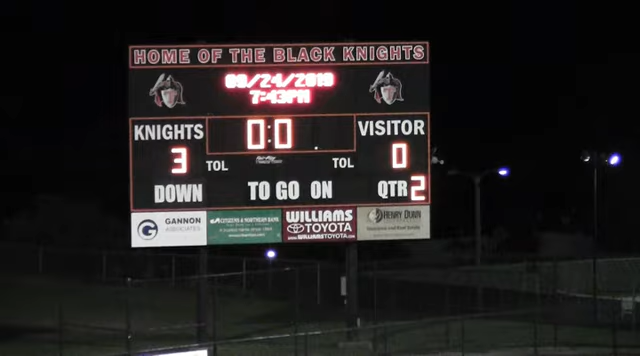 HOME OF THE BLACK KNIGHTS
09/24/2019
7:43PM
KNIGHTS 0:0 VISITOR
3 TOL TOL 0
DOWN TO GO ON QTR 2
GANNON ASSOCIATES
CITIZENS & NORTHERN BANK
WILLIAMS TOYOTA
WWW.WILLIAMSTOYOTA.COM
HENRY DUNN